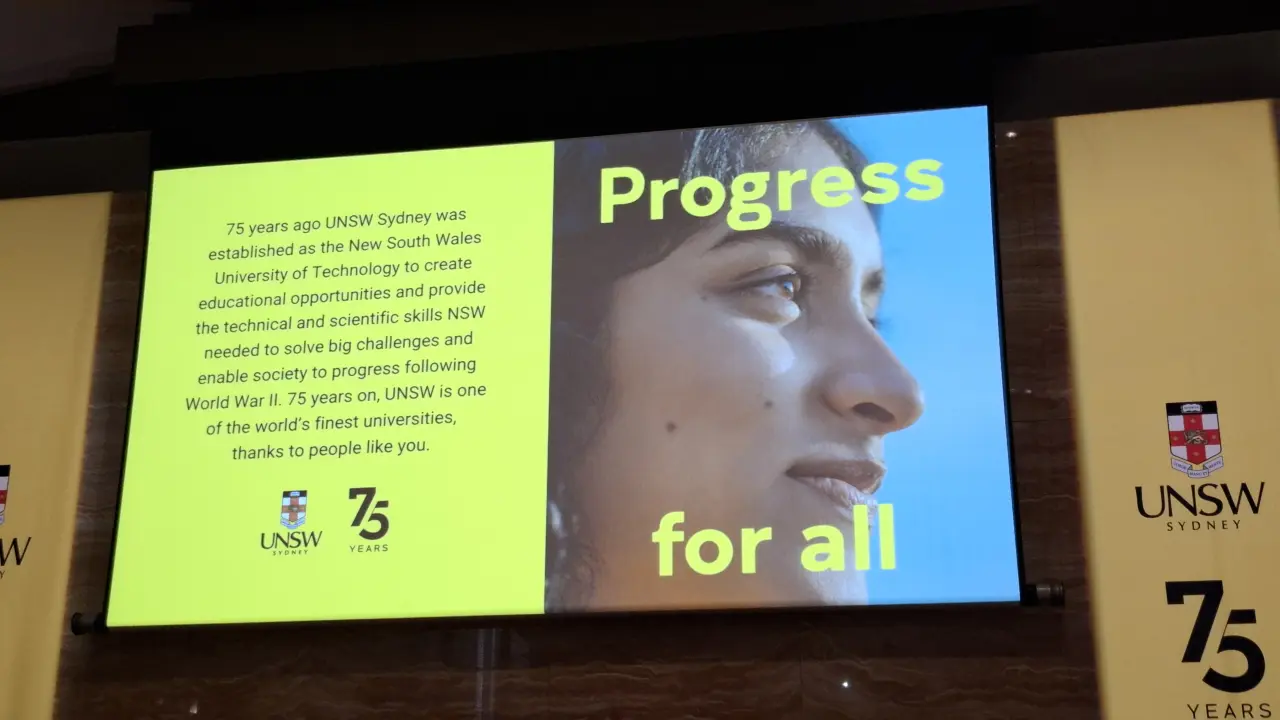 75 years ago UNSW Sydney was
established as the New South Wales
University of Technology to create
educational opportunities and provide
the technical and scientific skills NSW
needed to solve big challenges and
enable society to progress following
World War II. 75 years on, UNSW is one
of the world's finest universities,
thanks to people like you.
UNSW
SYDNEY
75
YEARS
Progress
for all
UNSW
SYDNEY
75
YEARS
W
Y